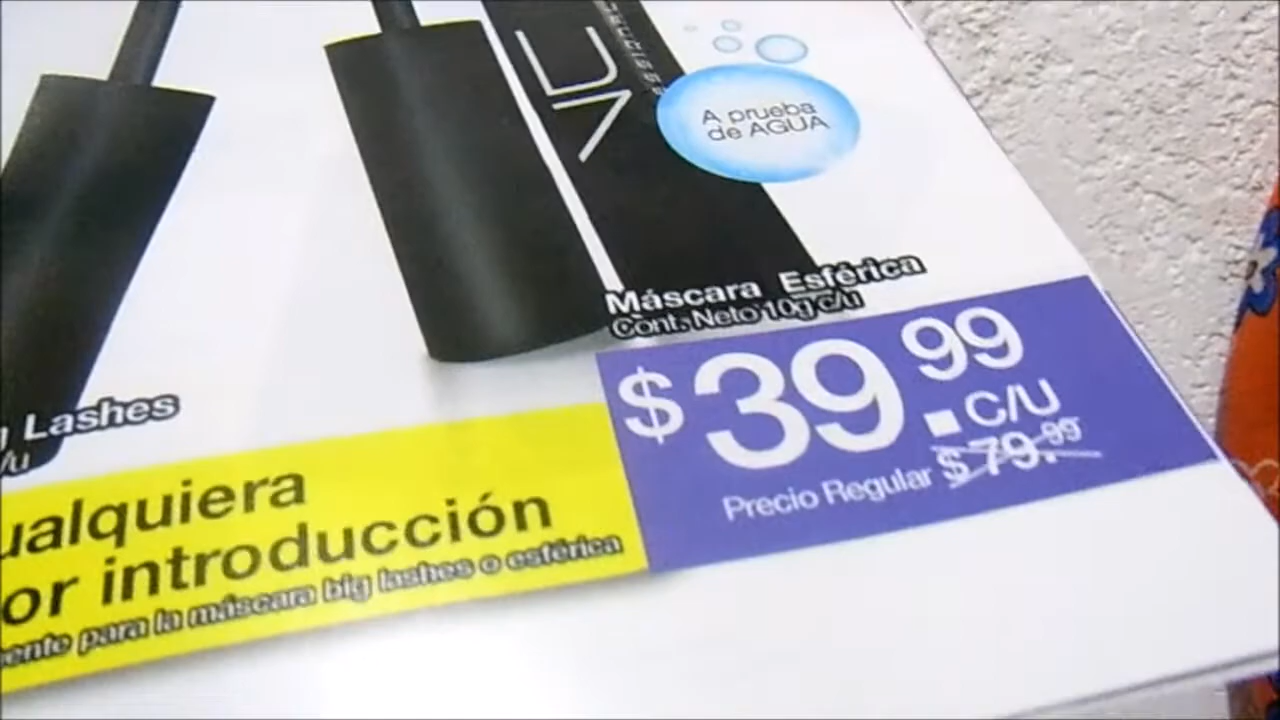 A prueba
de AGUA
Máscara Esférica
Cont. Neto 10g c/u
$39.99 C/U
Precio Regular $79.99
Lashes
/u
ualquiera
or introducción
ente para la máscara big lashes o esférica